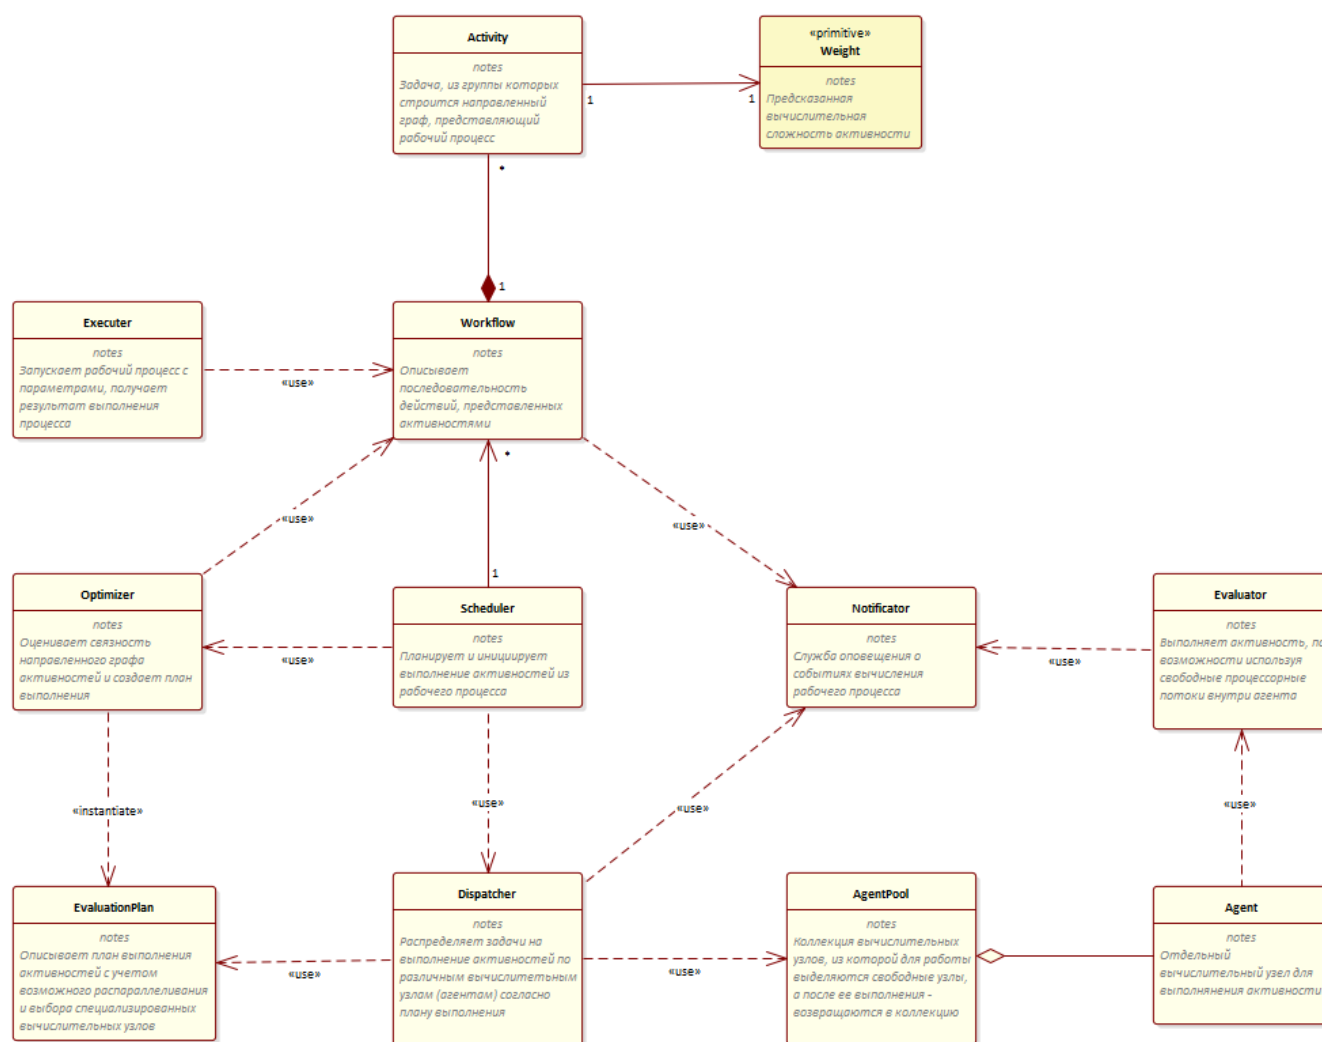 Activity
notes
Задача, из группы которых
строится направленный
граф, представляющий
рабочий процесс
«primitive»
Weight
notes
Предсказанная
вычислительная
сложность активности
1
1
*
1
Executer
notes
Запускает рабочий процесс с
параметрами, получает
результат выполнения
процесса
«use»
Workflow
notes
Описывает
последовательность
действий, представленных
активностями
*
«use»
«use»
1
Optimizer
notes
Оценивает связность
направленного графа
активностей и создает план
выполнения
«use»
Scheduler
notes
Планирует и инициирует
выполнение активностей из
рабочего процесса
Notificator
notes
Служба оповещения о
событиях вычисления
рабочего процесса
«use»
Evaluator
notes
Выполняет активность, по
возможности используя
свободные процессорные
потоки внутри агента
«instantiate»
«use»
«use»
«use»
EvaluationPlan
notes
Описывает план выполнения
активностей с учетом
возможного распараллеливания
и выбора специализированных
вычислительных узлов
«use»
Dispatcher
notes
Распределяет задачи на
выполнение активностей по
различным вычислитетьным
узлам (агентам) согласно
плану выполнения
«use»
AgentPool
notes
Коллекция вычислительных
узлов, из которой для работы
выделяются свободные узлы,
а после ее выполнения -
возвращаются в коллекцию
Agent
notes
Отдельный
вычислительный узел для
выполнянения активности